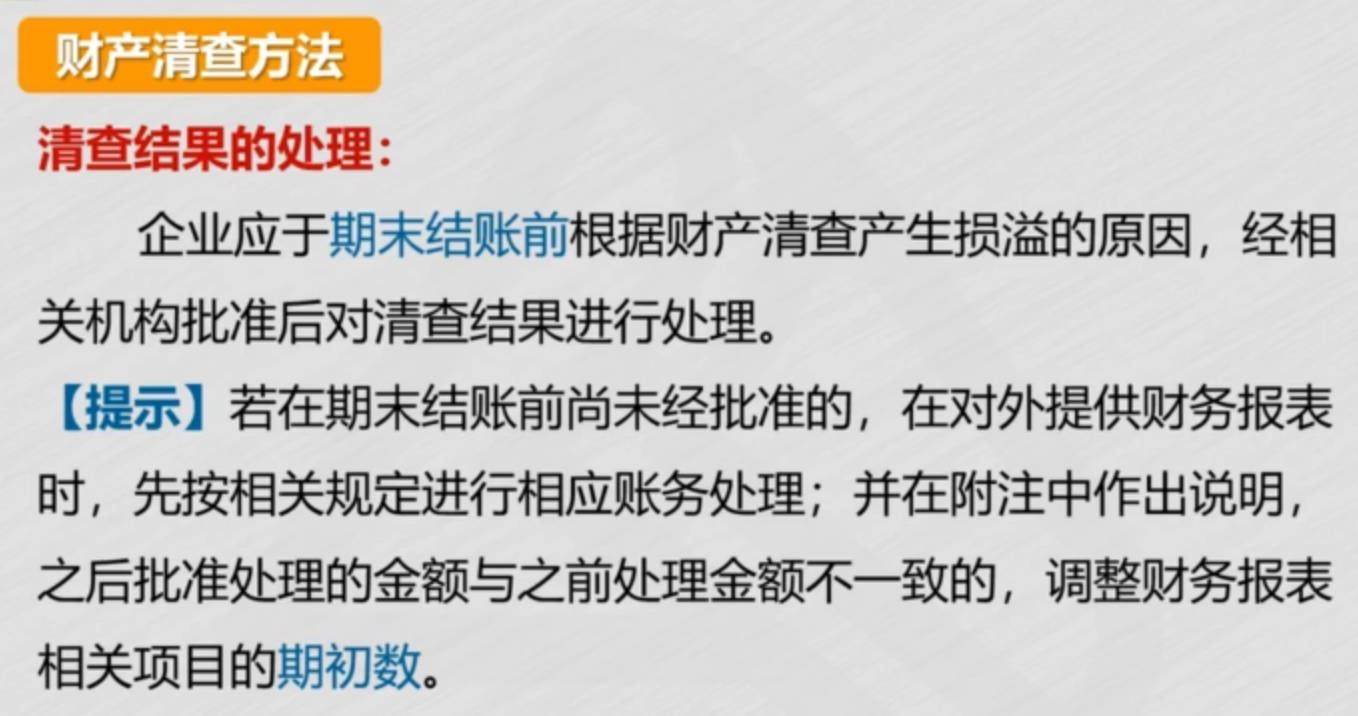 财产清查方法
清查结果的处理：
企业应于期末结账前根据财产清查产生损溢的原因，经相
关机构批准后对清查结果进行处理。
【提示】若在期末结账前尚未经批准的，在对外提供财务报表
时，先按相关规定进行相应账务处理；并在附注中作出说明，
之后批准处理的金额与之前处理金额不一致的，调整财务报表
相关项目的期初数。